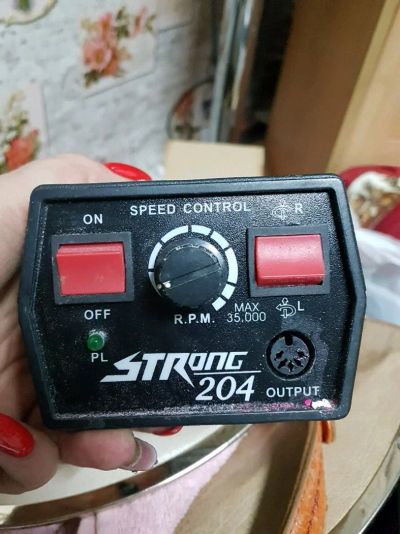 ON
SPEED CONTROL
R
OFF
R.P.M.
MAX
35.000
L
PL
STRONG
204
OUTPUT